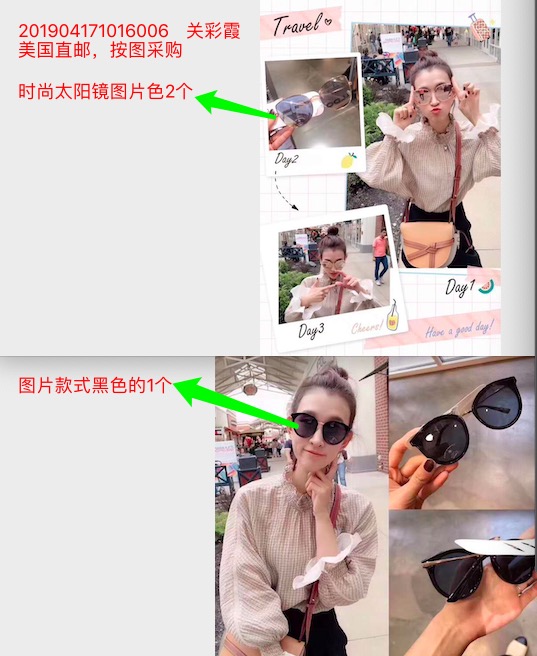 201904171016006 关彩霞
美国直邮，按图采购
时尚太阳镜图片色2个
Travel
Day2
Day1
Day3
Cheers!
Have a good day!
图片款式黑色的1个